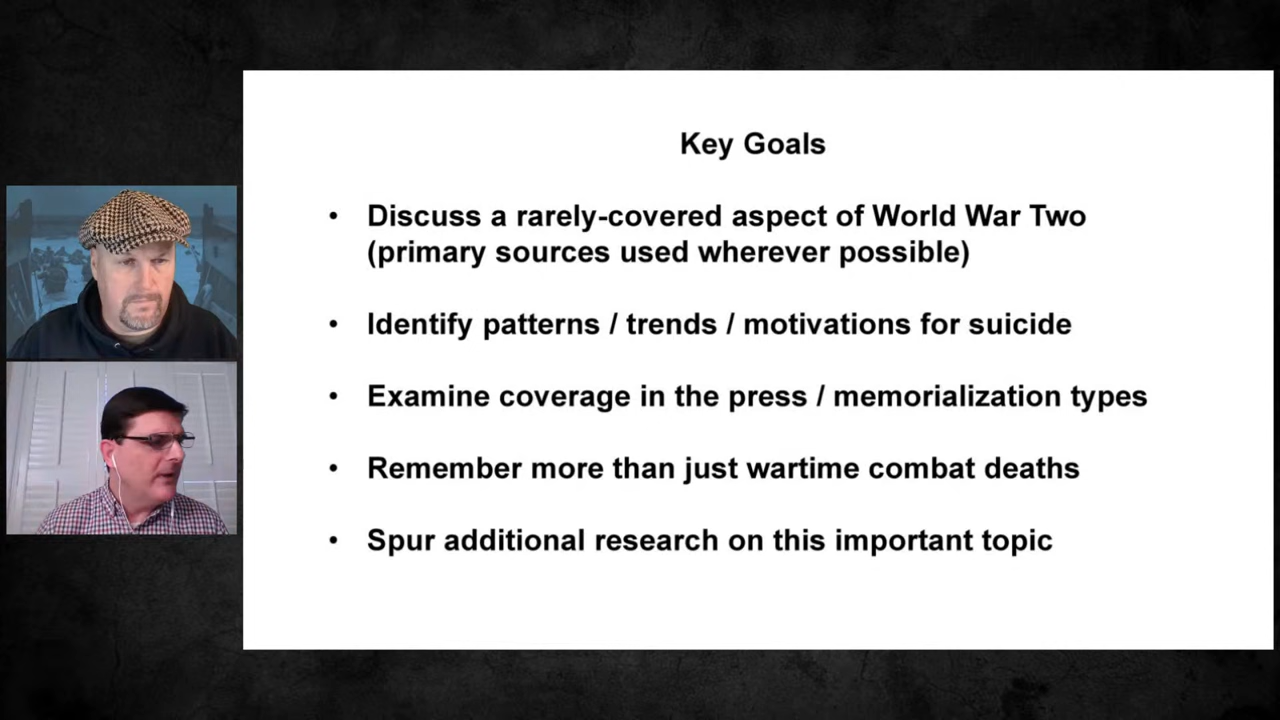 Key Goals
• Discuss a rarely-covered aspect of World War Two
(primary sources used wherever possible)
• Identify patterns / trends / motivations for suicide
• Examine coverage in the press / memorialization types
• Remember more than just wartime combat deaths
• Spur additional research on this important topic